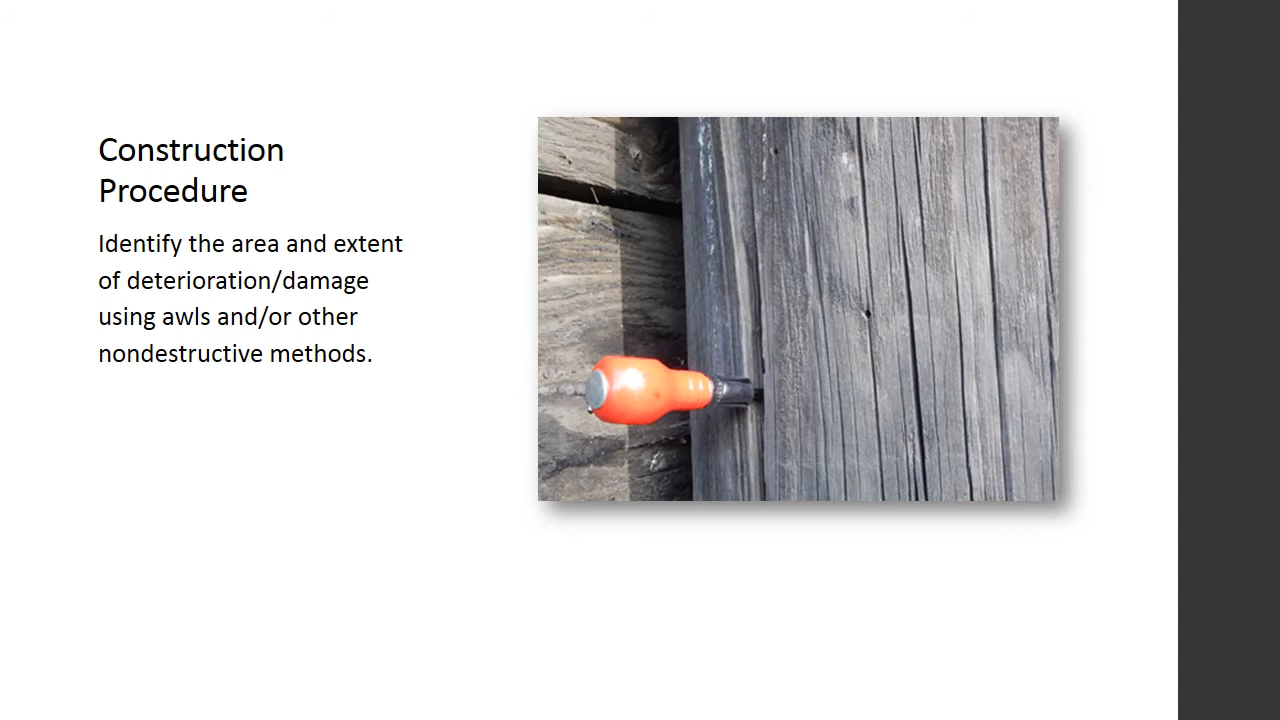 Construction
Procedure
Identify the area and extent
of deterioration/damage
using awls and/or other
nondestructive methods.